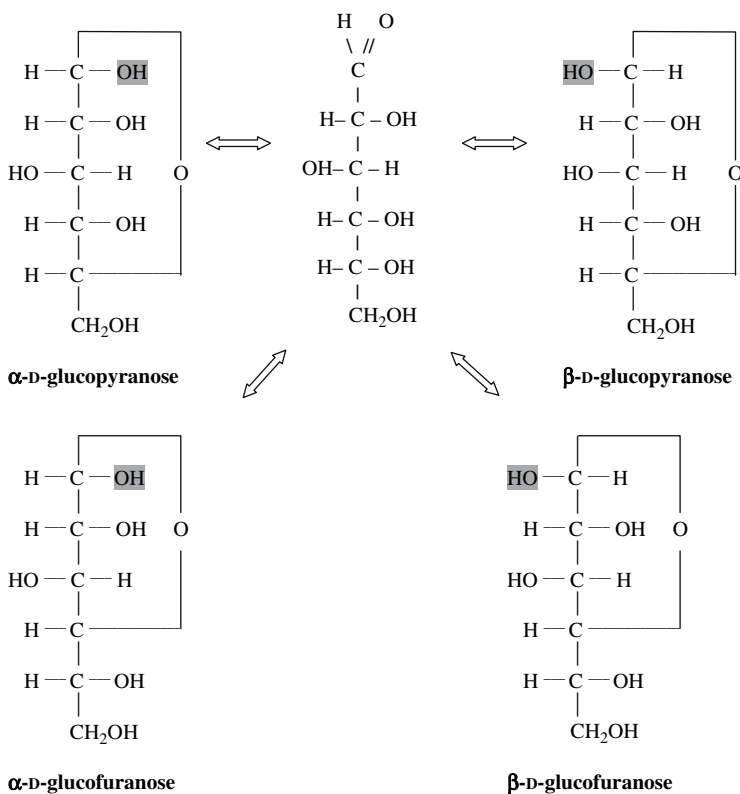 H — C — OH
H — C — OH
HO — C — H
O
H — C — OH
H — C
CH₂OH
α-D-glucopyranose
H O
C
H – C – OH
OH – C – H
H – C – OH
H – C – OH
CH₂OH
HO — C — H
H — C — OH
HO — C — H
O
H — C — OH
H — C
CH₂OH
β-D-glucopyranose
H — C — OH
H — C — OH
O
HO — C — H
H — C
H — C — OH
CH₂OH
α-D-glucofuranose
HO — C — H
H — C — OH
O
HO — C — H
H — C
H — C — OH
CH₂OH
β-D-glucofuranose